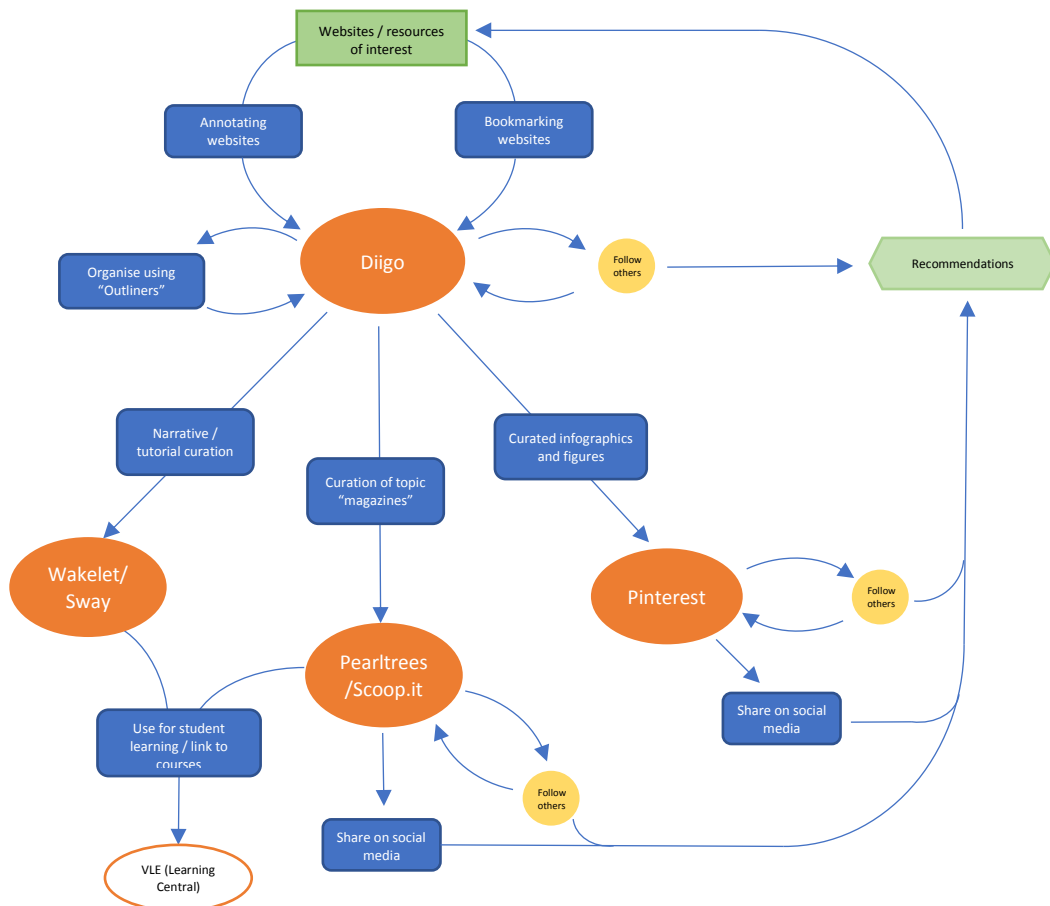 Websites / resources
of interest
Annotating
websites
Bookmarking
websites
Diigo
Organise using
“Outliners”
Follow
others
Recommendations
Narrative /
tutorial curation
Curation of topic
“magazines”
Curated infographics
and figures
Wakelet/
Sway
Pinterest
Follow
others
Pearltrees
/Scoop.it
Share on social
media
Use for student
learning / link to
courses
Follow
others
Share on social
media
VLE (Learning
Central)